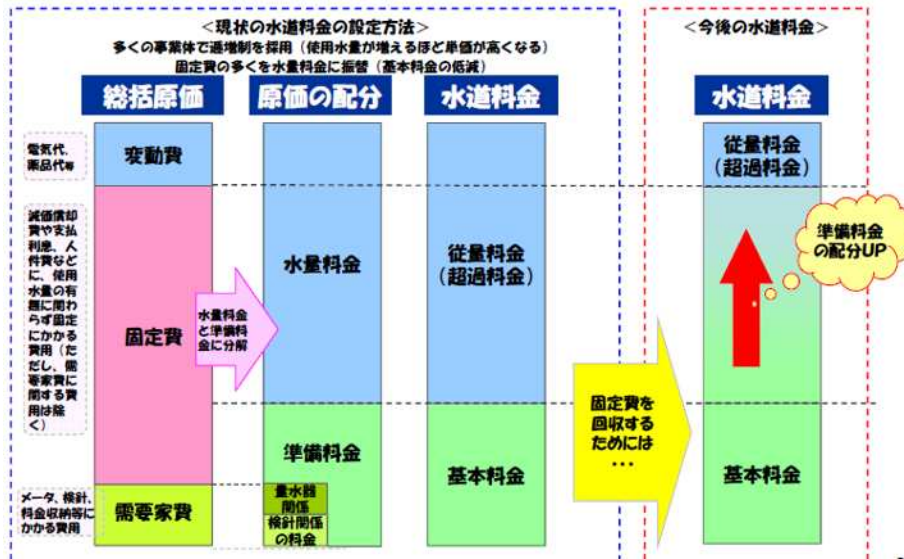 <現状の水道料金の設定方法>
多くの事業体で逓増制を採用（使用水量が増えるほど単価が高くなる）
固定費の多くを水量料金に振替（基本料金の低減）
<今後の水道料金>
総括原価
原価の配分
水道料金
水道料金
電気代、
薬品代等
変動費
従量料金
(超過料金)
減価償却
費や支払
利息、人
件費など
に、使用
水量の有
無に関わ
らず固定
にかかる
費用（た
だし、需
要家費に
関する費
用は除
く）
固定費
水量料金
と準備料
金に分解
水量料金
従量料金
(超過料金)
準備料金
の配分UP
固定費を
回収する
ためには
…
準備料金
基本料金
基本料金
メータ、検針、
料金収納等に
かかる費用
需要家費
量水器
関係
検針関係
の料金